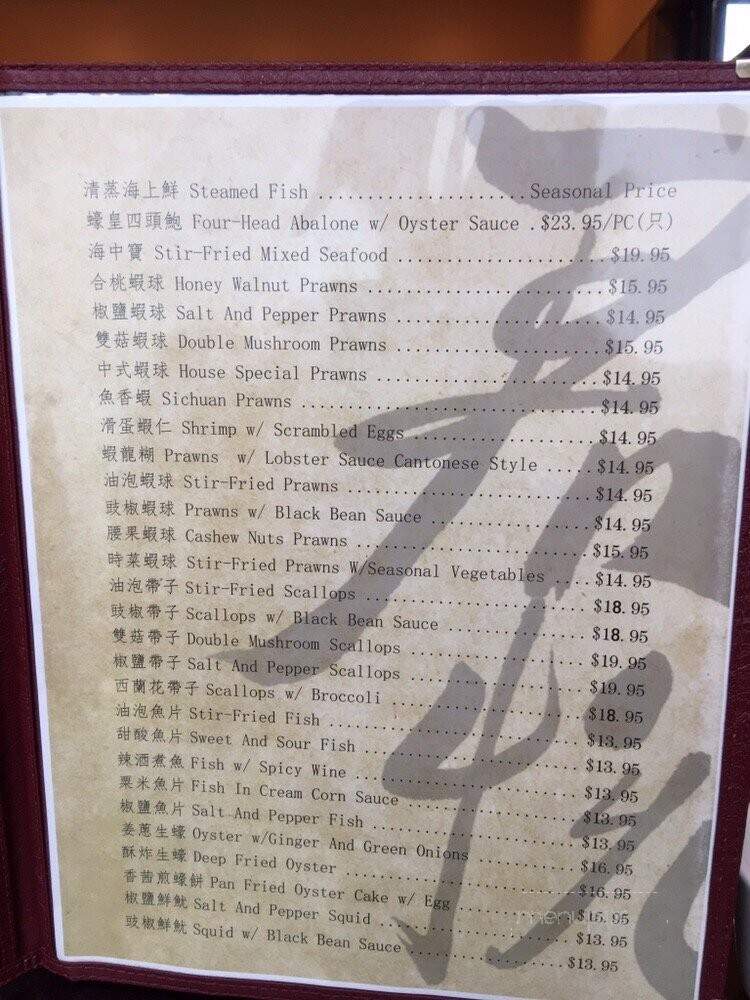 清蒸海上鮮 Steamed Fish ......................Seasonal Price
蠔皇四頭鮑 Four-Head Abalone w/ Oyster Sauce .$23.95/PC(只)
海中寶 Stir-Fried Mixed Seafood ......................$19.95
合桃蝦球 Honey Walnut Prawns .........................$15.95
椒鹽蝦球 Salt And Pepper Prawns ......................$14.95
雙菇蝦球 Double Mushroom Prawns ......................$15.95
中式蝦球 House Special Prawns ........................$14.95
魚香蝦 Sichuan Prawns ................................$14.95
滑蛋蝦仁 Shrimp w/ Scrambled Eggs ....................$14.95
蝦龍糊 Prawns w/ Lobster Sauce Cantonese Style .....$14.95
油泡蝦球 Stir-Fried Prawns ...........................$14.95
豉椒蝦球 Prawns w/ Black Bean Sauce ..................$14.95
腰果蝦球 Cashew Nuts Prawns ..........................$15.95
時菜蝦球 Stir-Fried Prawns W/Seasonal Vegetables ....$14.95
油泡帶子 Stir-Fried Scallops .........................$18.95
豉椒帶子 Scallops w/ Black Bean Sauce ................$18.95
雙菇帶子 Double Mushroom Scallops ....................$19.95
椒鹽帶子 Salt And Pepper Scallops ....................$19.95
西蘭花帶子 Scallops w/ Broccoli ......................$18.95
油泡魚片 Stir-Fried Fish .............................$13.95
甜酸魚片 Sweet And Sour Fish .........................$13.95
辣酒煮魚 Fish w/ Spicy Wine ..........................$13.95
粟米魚片 Fish In Cream Corn Sauce ....................$13.95
椒鹽魚片 Salt And Pepper Fish ........................$13.95
姜蔥生蠔 Oyster w/Ginger And Green Onions ............$16.95
酥炸生蠔 Deep Fried Oyster ...........................$16.95
香茜煎蠔餅 Pan Fried Oyster Cake w/ Egg ..............$15.95
椒鹽鮮魷 Salt And Pepper Squid .......................$13.95
豉椒鮮魷 Squid w/ Black Bean Sauce ...................$13.95